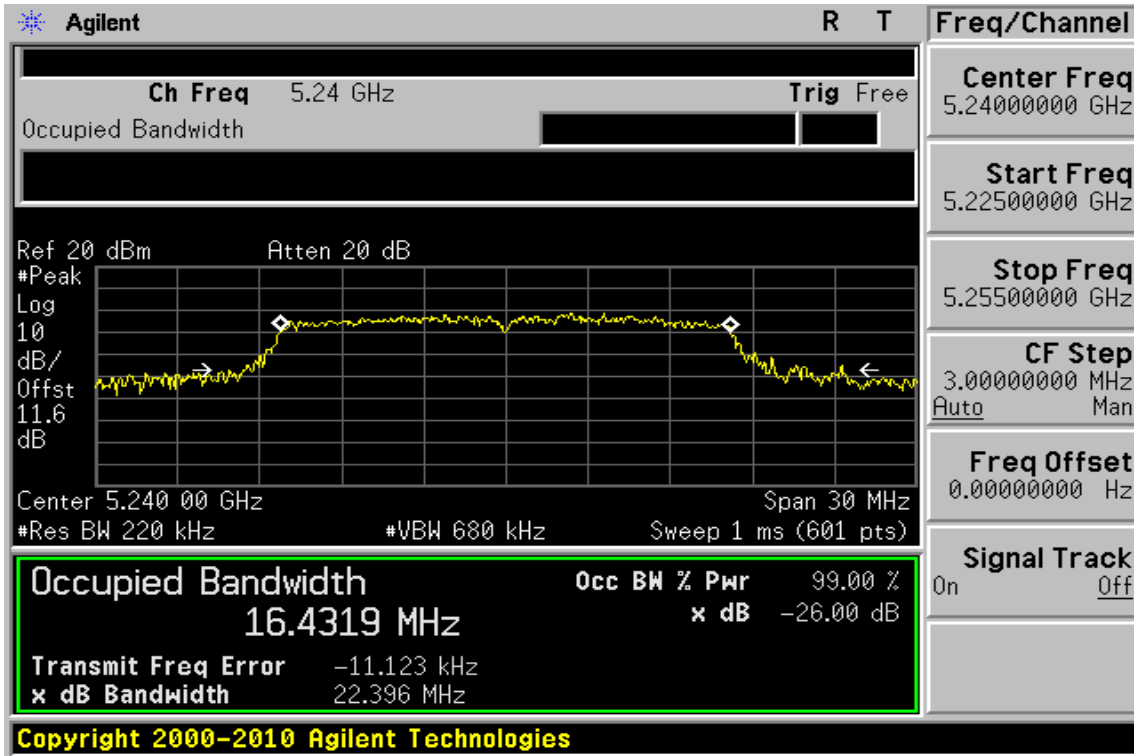 Agilent R T
Ch Freq 5.24 GHz Trig Free
Occupied Bandwidth
Ref 20 dBm Atten 20 dB
#Peak
Log
10
dB/
Offst
11.6
dB
Center 5.240 00 GHz Span 30 MHz
#Res BW 220 kHz #VBW 680 kHz Sweep 1 ms (601 pts)
Occupied Bandwidth Occ BW % Pwr 99.00 %
16.4319 MHz x dB -26.00 dB
Transmit Freq Error -11.123 kHz
x dB Bandwidth 22.396 MHz
Copyright 2000-2010 Agilent Technologies
Freq/Channel
Center Freq
5.24000000 GHz
Start Freq
5.22500000 GHz
Stop Freq
5.25500000 GHz
CF Step
3.00000000 MHz
Auto Man
Freq Offset
0.00000000 Hz
Signal Track
On Off